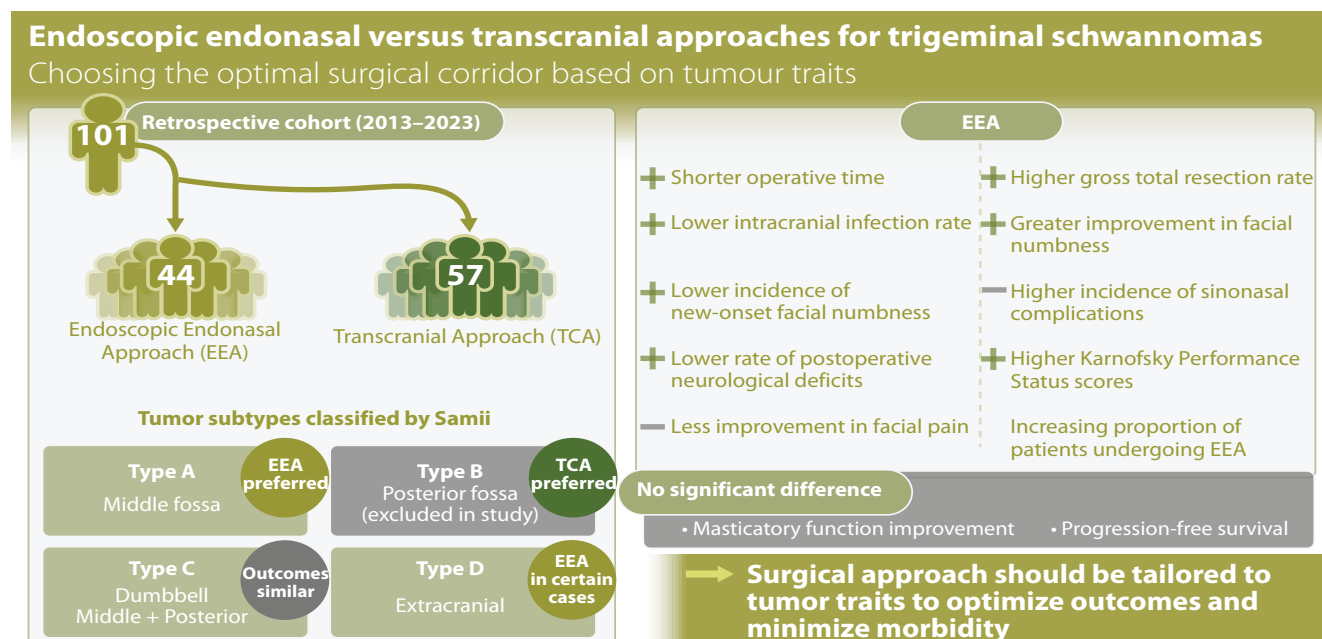 Endoscopic endonasal versus transcranial approaches for trigeminal schwannomas
Choosing the optimal surgical corridor based on tumour traits
101
Retrospective cohort (2013–2023)
44
57
Endoscopic Endonasal
Approach (EEA)
Transcranial Approach (TCA)
Tumor subtypes classified by Samii
Type A
Middle fossa
EEA
preferred
Type B
Posterior fossa
(excluded in study)
TCA
preferred
Type C
Dumbbell
Middle + Posterior
Outcomes
similar
Type D
Extracranial
EEA
in certain
cases
EEA
+ Shorter operative time
+ Lower intracranial infection rate
+ Lower incidence of
new-onset facial numbness
+ Lower rate of postoperative
neurological deficits
— Less improvement in facial pain
+ Higher gross total resection rate
+ Greater improvement in facial
numbness
— Higher incidence of sinonasal
complications
+ Higher Karnofsky Performance
Status scores
Increasing proportion of
patients undergoing EEA
No significant difference
• Masticatory function improvement
• Progression-free survival
Surgical approach should be tailored to
tumor traits to optimize outcomes and
minimize morbidity